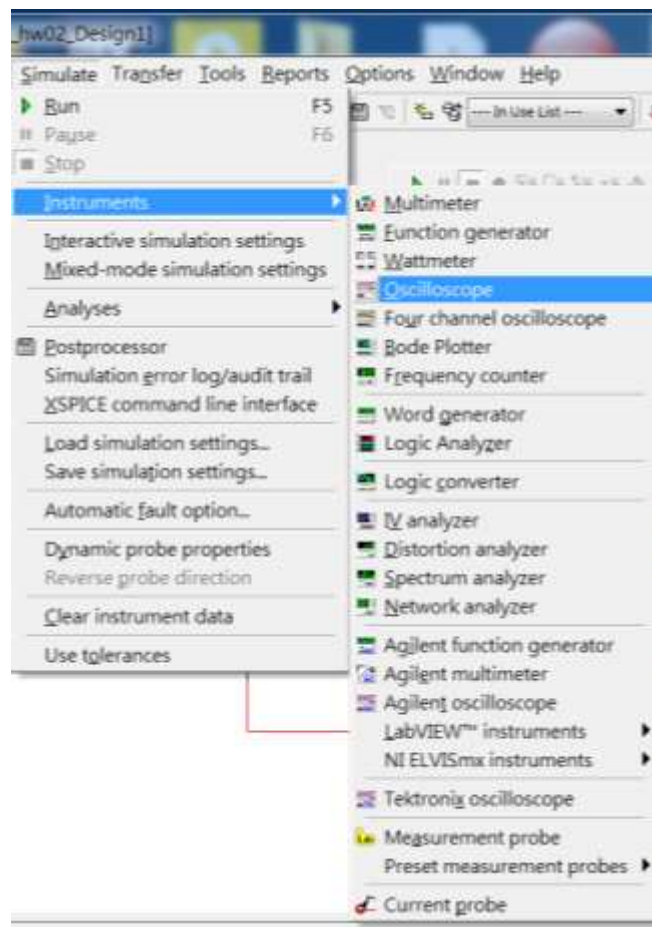 _hw02_Design1]
Simulate Transfer Tools Reports Options Window Help
Run F5
Pause F6
Stop
--- In Use List ---
Instruments
Interactive simulation settings
Mixed-mode simulation settings
Analyses
Postprocessor
Simulation error log/audit trail
XSPICE command line interface
Load simulation settings...
Save simulation settings...
Automatic fault option...
Dynamic probe properties
Reverse probe direction
Clear instrument data
Use tolerances
Multimeter
Function generator
Wattmeter
Oscilloscope
Four channel oscilloscope
Bode Plotter
Frequency counter
Word generator
Logic Analyzer
Logic converter
IV analyzer
Distortion analyzer
Spectrum analyzer
Network analyzer
Agilent function generator
Agilent multimeter
Agilent oscilloscope
LabVIEW™ instruments
NI ELVISmx instruments
Tektronix oscilloscope
Measurement probe
Preset measurement probes
Current probe